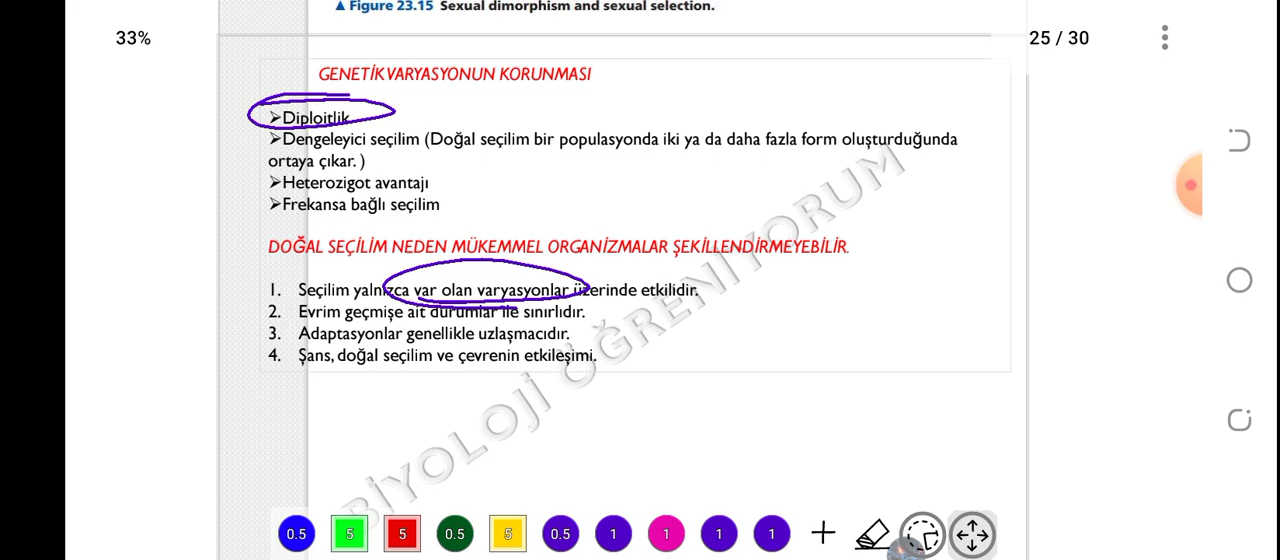 ▲ Figure 23.15 Sexual dimorphism and sexual selection.
33%
25 / 30
GENETİK VARYASYONUN KORUNMASI
➢Diploitlik
➢Dengeleyici seçilim (Doğal seçilim bir populasyonda iki ya da daha fazla form oluşturduğunda
ortaya çıkar. )
➢Heterozigot avantajı
➢Frekansa bağlı seçilim
DOĞAL SEÇİLİM NEDEN MÜKEMMEL ORGANİZMALAR ŞEKİLLENDİRMEYEBİLİR.
1. Seçilim yalnızca var olan varyasyonlar üzerinde etkilidir.
2. Evrim geçmişe ait durumlar ile sınırlıdır.
3. Adaptasyonlar genellikle uzlaşmacıdır.
4. Şans, doğal seçilim ve çevrenin etkileşimi.
BİYOLOJİ ÖĞRENİYORUM
0.5 5 5 0.5 5 0.5 1 1 1 1